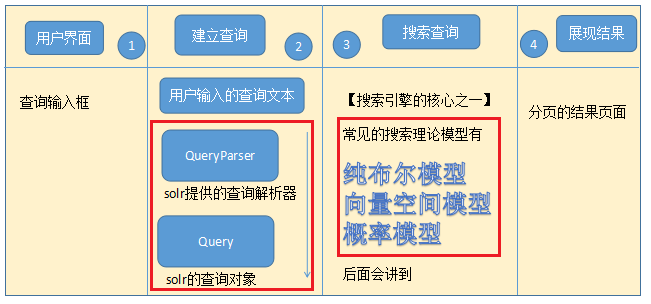 用户界面
1
建立查询
2
3
搜索查询
4
展现结果
查询输入框
用户输入的查询文本
QueryParser
solr提供的查询解析器
Query
solr的查询对象
【搜索引擎的核心之一】
常见的搜索理论模型有
纯布尔模型
向量空间模型
概率模型
后面会讲到
分页的结果页面